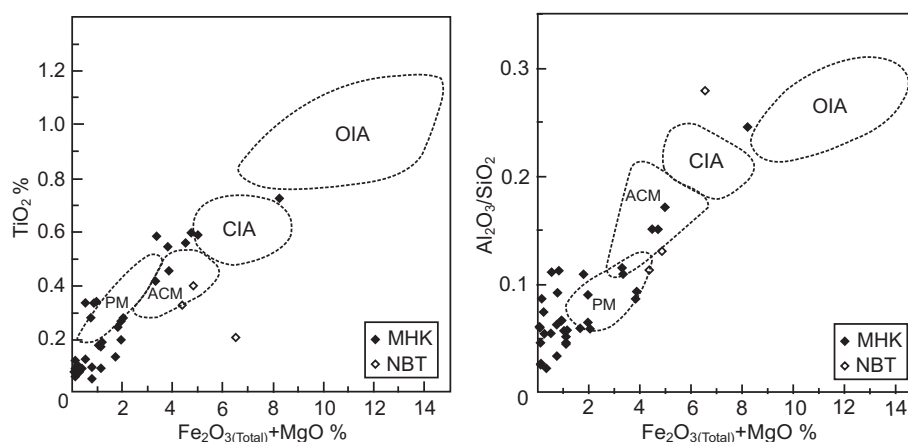 TiO2 %
1.2
1.0
0.8
0.6
0.4
0.2
0
OIA
CIA
ACM
PM
MHK
NBT
0 2 4 6 8 10 12 14
Fe2O3(Total)+MgO %
Al2O3/SiO2
0.3
0.2
0.1
0
OIA
CIA
ACM
PM
MHK
NBT
2 4 6 8 10 12 14
Fe2O3(Total)+MgO %